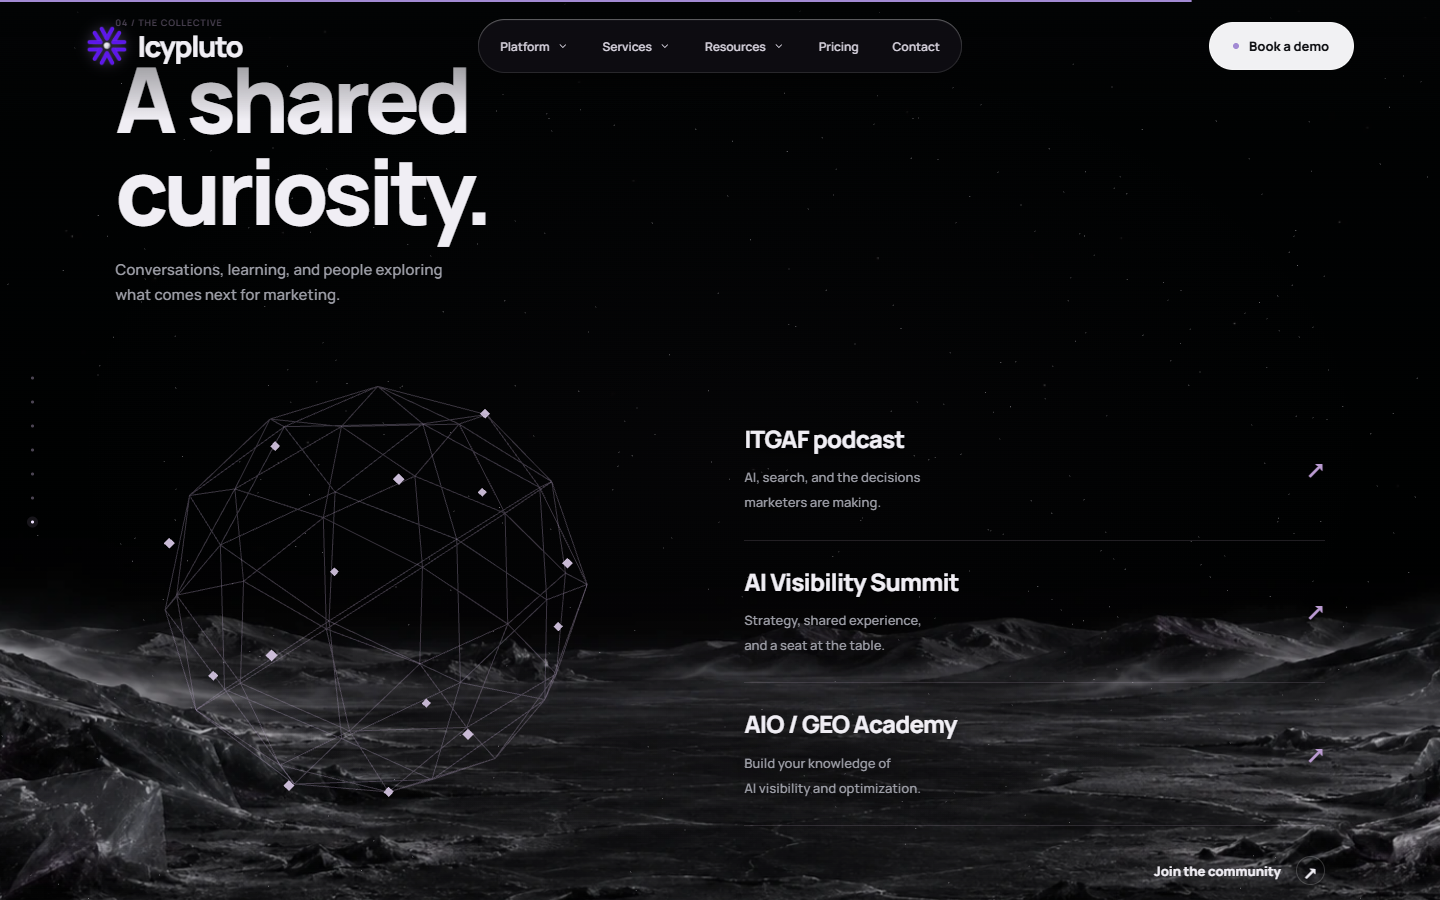 04 / THE COLLECTIVE
Icypluto
Platform
Services
Resources
Pricing
Contact
Book a demo
A shared
curiosity.
Conversations, learning, and people exploring
what comes next for marketing.
ITGAF podcast
AI, search, and the decisions
marketers are making.
AI Visibility Summit
Strategy, shared experience,
and a seat at the table.
AIO / GEO Academy
Build your knowledge of
AI visibility and optimization.
Join the community